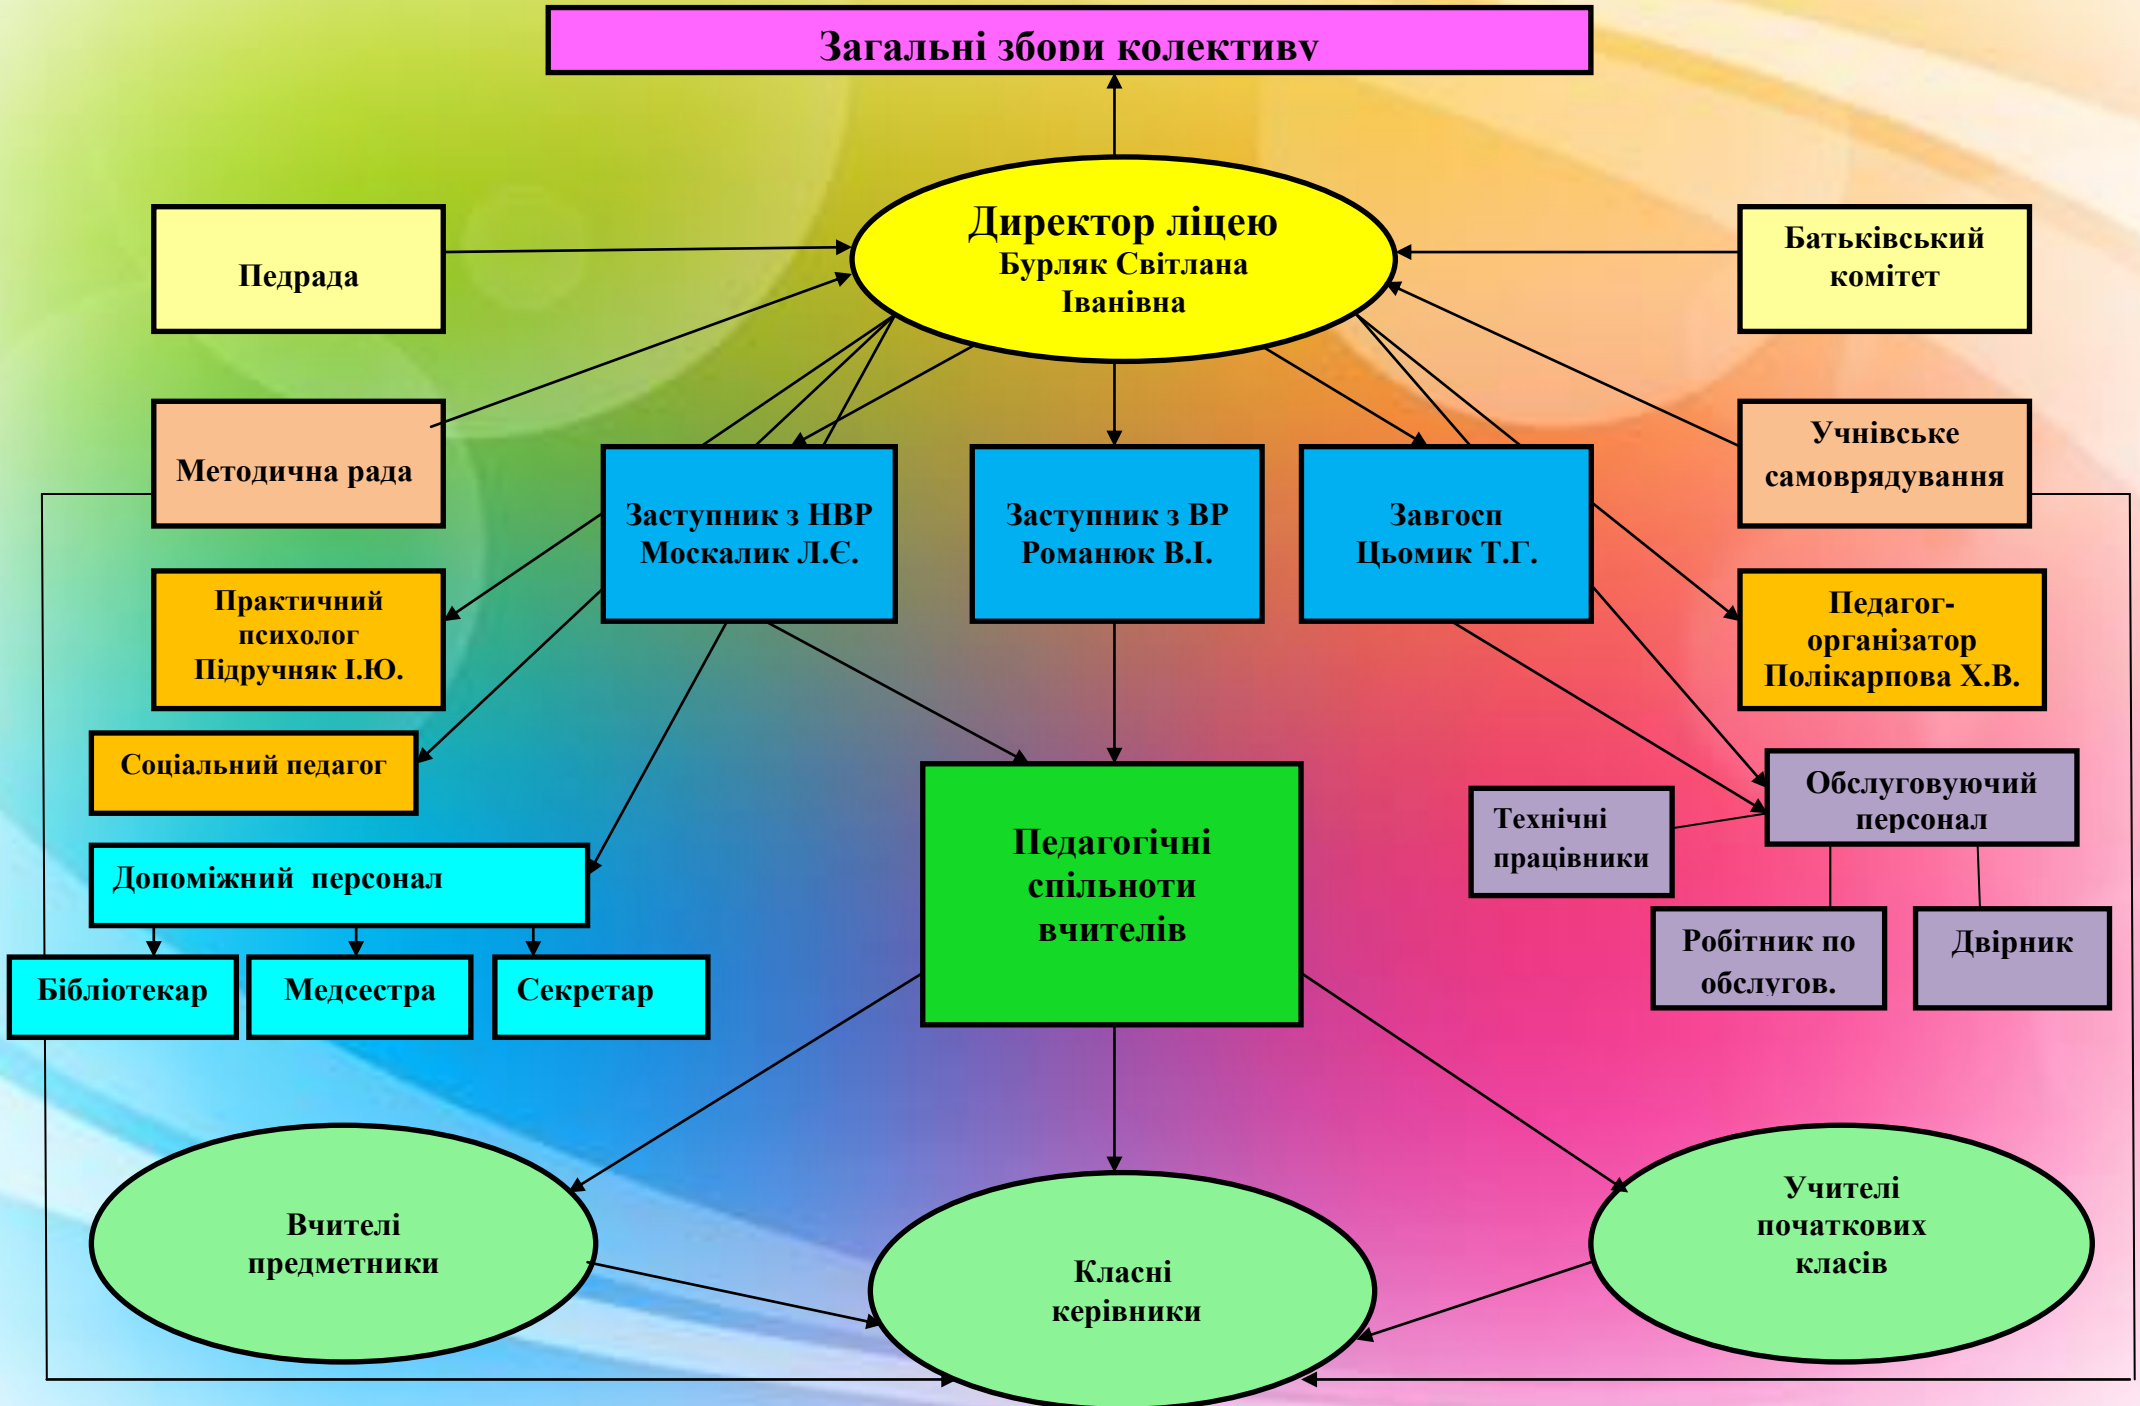 Загальні збори колективу
Директор ліцею
Бурляк Світлана
Іванівна
Педрада
Батьківський
комітет
Методична рада
Учнівське
самоврядування
Заступник з НВР
Москалик Л.Є.
Заступник з ВР
Романюк В.І.
Завгосп
Цьомик Т.Г.
Практичний
психолог
Підручняк І.Ю.
Педагог-
організатор
Полікарпова Х.В.
Соціальний педагог
Обслуговуючий
персонал
Технічні
працівники
Педагогічні
спільноти
вчителів
Допоміжний персонал
Робітник по
обслугов.
Двірник
Бібліотекар
Медсестра
Секретар
Вчителі
предметники
Класні
керівники
Учителі
початкових
класів